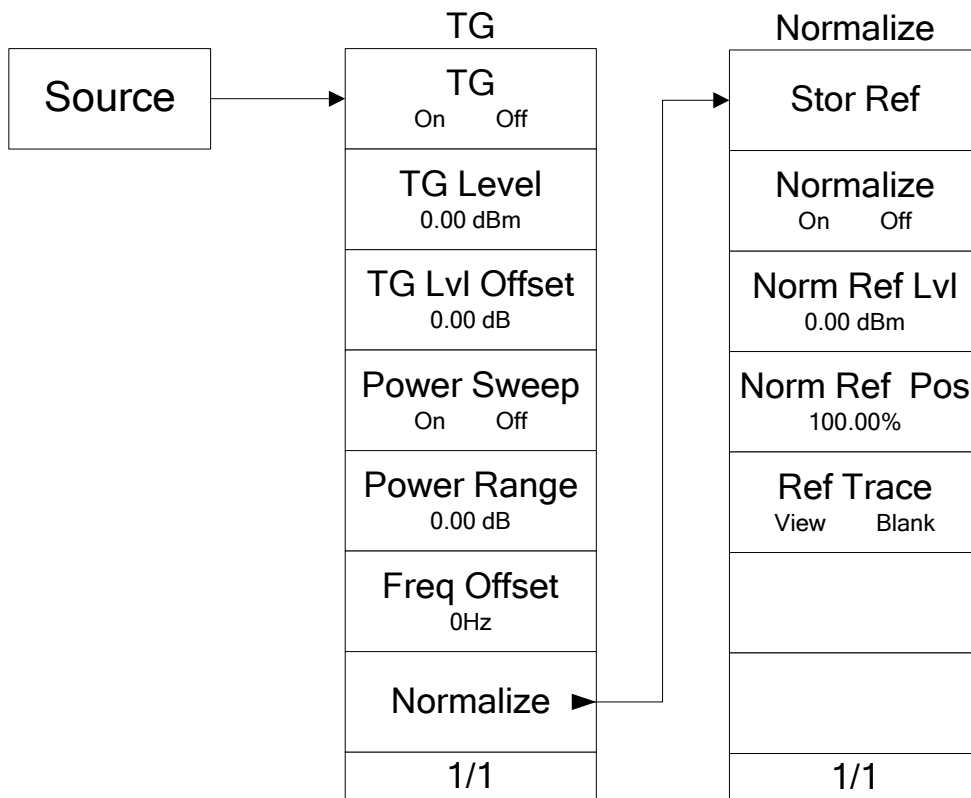 Source
TG
TG
On Off
TG Level
0.00 dBm
TG Lvl Offset
0.00 dB
Power Sweep
On Off
Power Range
0.00 dB
Freq Offset
0Hz
Normalize
1/1
Normalize
Stor Ref
Normalize
On Off
Norm Ref Lvl
0.00 dBm
Norm Ref Pos
100.00%
Ref Trace
View Blank
1/1